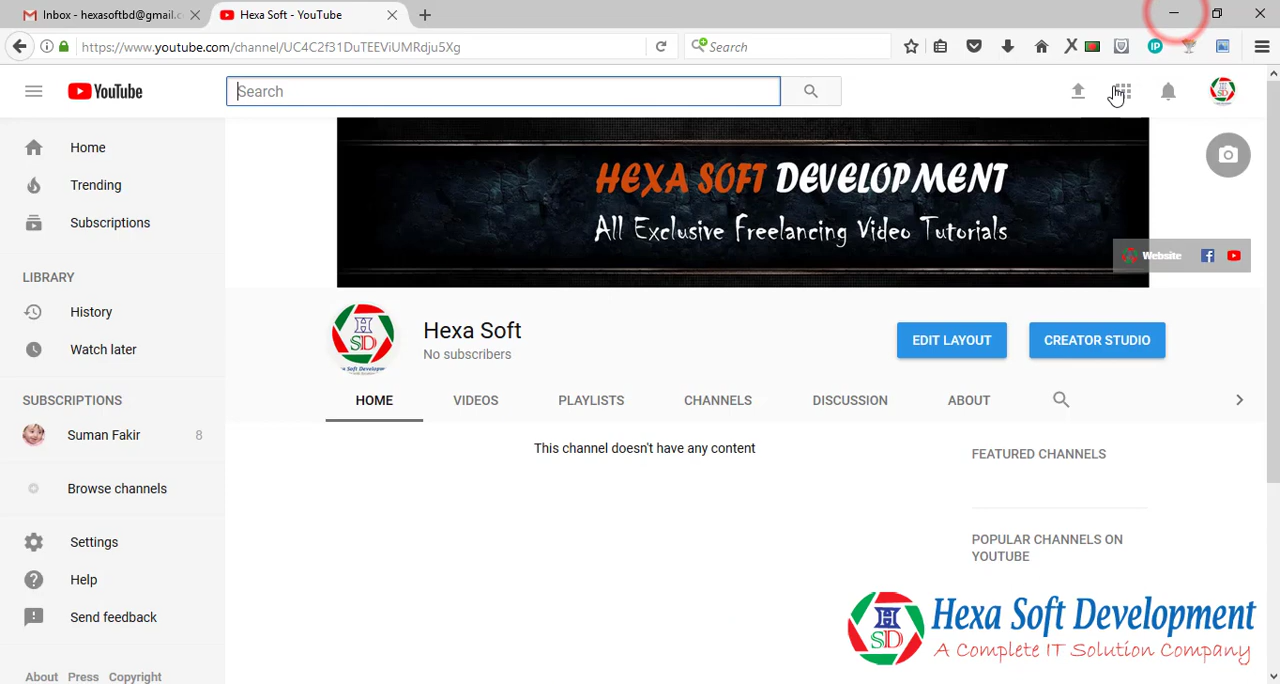 Inbox - hexasoftbd@gmail.c
Hexa Soft - YouTube
https://www.youtube.com/channel/UC4C2f31DuTEEViUMRdju5Xg
Search
YouTube
Search
Home
Trending
Subscriptions
LIBRARY
History
Watch later
SUBSCRIPTIONS
Suman Fakir 8
Browse channels
Settings
Help
Send feedback
About Press Copyright
HEXA SOFT DEVELOPMENT
All Exclusive Freelancing Video Tutorials
Website
HSD
Hexa Soft
No subscribers
EDIT LAYOUT
CREATOR STUDIO
HOME VIDEOS PLAYLISTS CHANNELS DISCUSSION ABOUT
This channel doesn't have any content
FEATURED CHANNELS
POPULAR CHANNELS ON
YOUTUBE
HSD
Hexa Soft Development
A Complete IT Solution Company